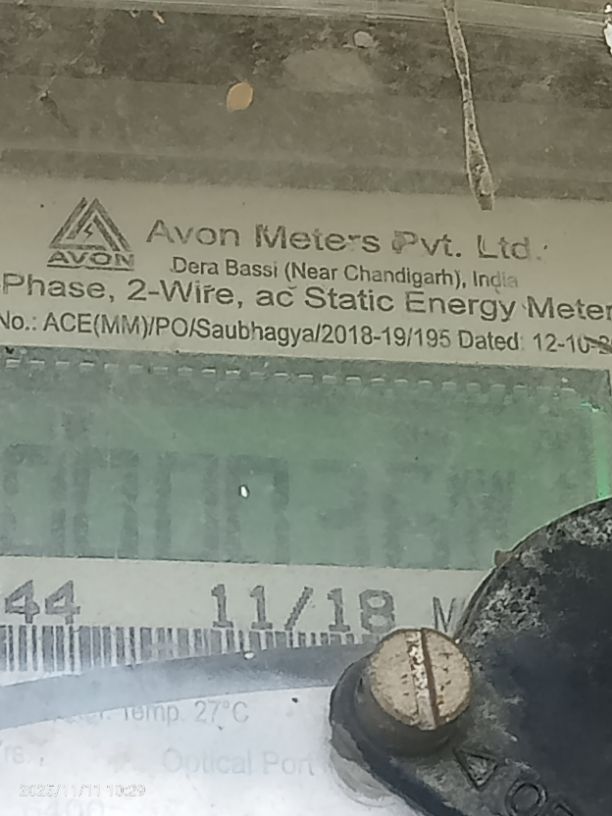 AVON
Avon Meters Pvt. Ltd.
Dera Bassi (Near Chandigarh), India
Phase, 2-Wire, ac Static Energy Meter
No.: ACE(MM)/PO/Saubhagya/2018-19/195 Dated: 12-10-
44 11/18
Temp. 27°C
Optical Port
2025/11/11 10:29